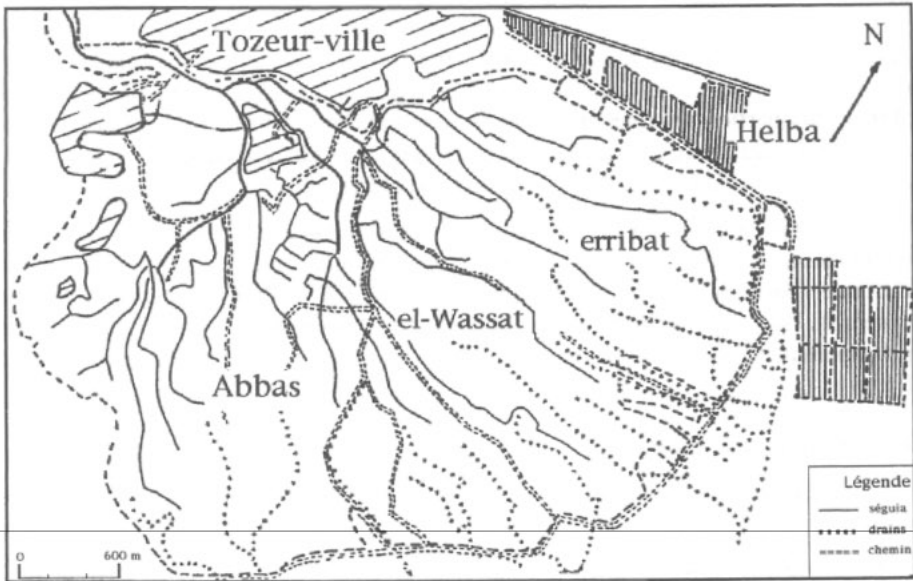 Tozeur-ville
N
Helba
erribat
el-Wassat
Abbas
Légende
séguia
drains
chemin
0 600 m